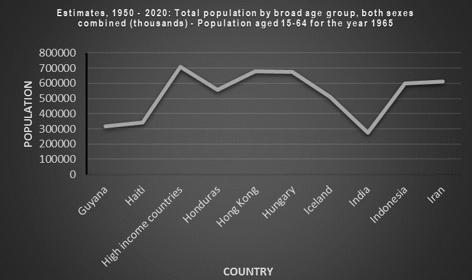 Estimates, 1950 - 2020: Total population by broad age group, both sexes
combined (thousands) - Population aged 15-64 for the year 1965
POPULATION
800000
700000
600000
500000
400000
300000
200000
100000
0
Guyana
Haiti
High income countries
Honduras
Hong Kong
Hungary
Iceland
India
Indonesia
Iran
COUNTRY